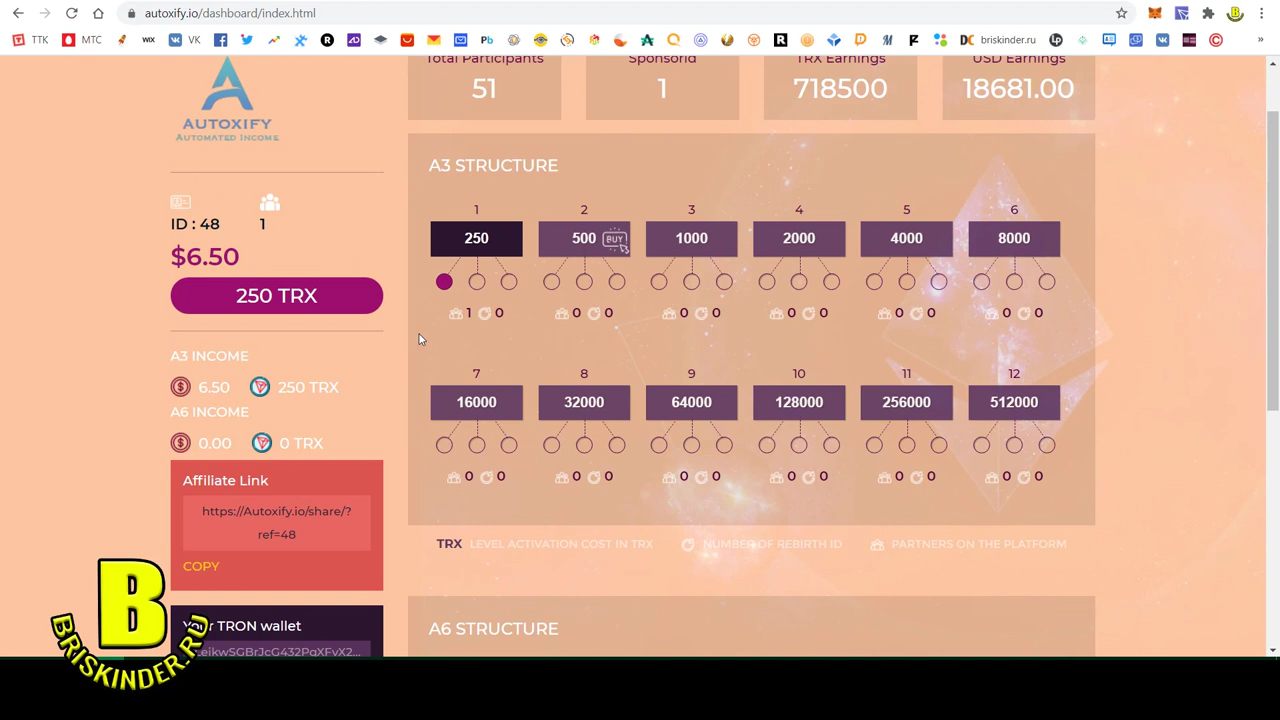 autoxify.io/dashboard/index.html
TTK MTC WIX VK Pb briskinder.ru
Total Participants SponsorId TRX Earnings USD Earnings
51 1 718500 18681.00
AUTOXIFY
AUTOMATED INCOME
A3 STRUCTURE
ID : 48 1
$6.50
250 TRX
1 2 3 4 5 6
250 500 BUY 1000 2000 4000 8000
1 0 0 0 0 0 0 0 0 0 0 0
A3 INCOME
6.50 250 TRX
A6 INCOME
0.00 0 TRX
7 8 9 10 11 12
16000 32000 64000 128000 256000 512000
0 0 0 0 0 0 0 0 0 0 0 0
Affiliate Link
https://Autoxify.io/share/?
ref=48
COPY
TRX LEVEL ACTIVATION COST IN TRX NUMBER OF REBIRTH ID PARTNERS ON THE PLATFORM
Your TRON wallet
A6 STRUCTURE
B
BRISKINDER.RU